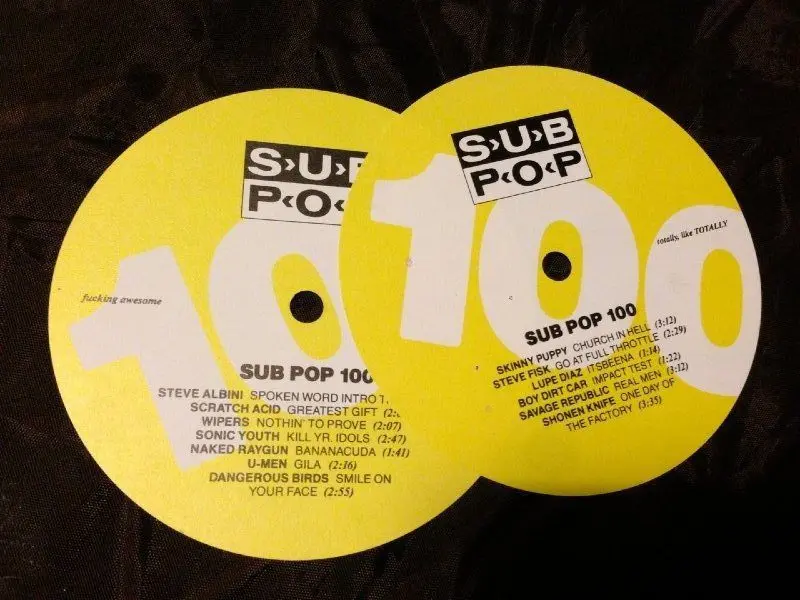 S›U›B
P‹O‹
100
fucking awesome
SUB POP 100
STEVE ALBINI SPOKEN WORD INTRO
SCRATCH ACID GREATEST GIFT
WIPERS NOTHIN' TO PROVE (2:07)
SONIC YOUTH KILL YR. IDOLS (2:47)
NAKED RAYGUN BANANACUDA (1:41)
U-MEN GILA (2:16)
DANGEROUS BIRDS SMILE ON
YOUR FACE (2:55)
S›U›B
P‹O‹P
100
totally, like TOTALLY
SUB POP 100
SKINNY PUPPY CHURCH IN HELL (3:12)
STEVE FISK GO AT FULL THROTTLE (2:29)
LUPE DIAZ ITSBEENA (1:14)
BOY DIRT CAR IMPACT TEST (1:22)
SAVAGE REPUBLIC REAL MEN (3:12)
SHONEN KNIFE ONE DAY OF
THE FACTORY (3:35)